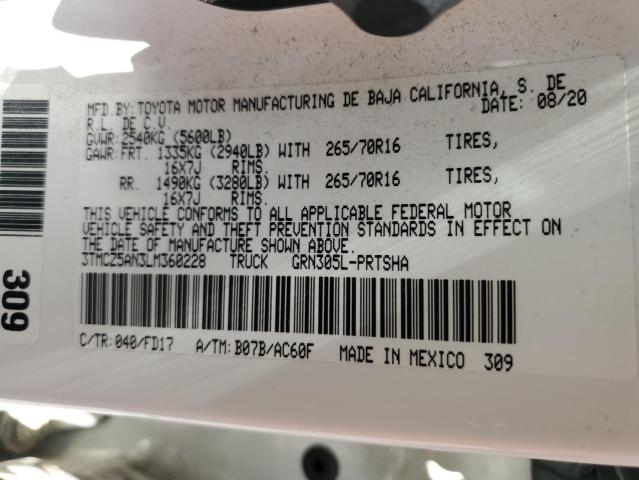 MFD.BY:TOYOTA MOTOR MANUFACTURING DE BAJA CALIFORNIA, S. DE
R.L. DE C.V. DATE: 08/20
GVWR:2540KG (5600LB)
GAWR:FRT. 1335KG (2940LB) WITH 265/70R16 TIRES,
16X7J RIMS.
RR. 1490KG (3280LB) WITH 265/70R16 TIRES,
16X7J RIMS.
THIS VEHICLE CONFORMS TO ALL APPLICABLE FEDERAL MOTOR
VEHICLE SAFETY AND THEFT PREVENTION STANDARDS IN EFFECT ON
THE DATE OF MANUFACTURE SHOWN ABOVE.
3TMCZ5AN3LM360228 TRUCK GRN305L-PRTSHA
C/TR:040/FD17 A/TM:B07B/AC60F MADE IN MEXICO 309
309